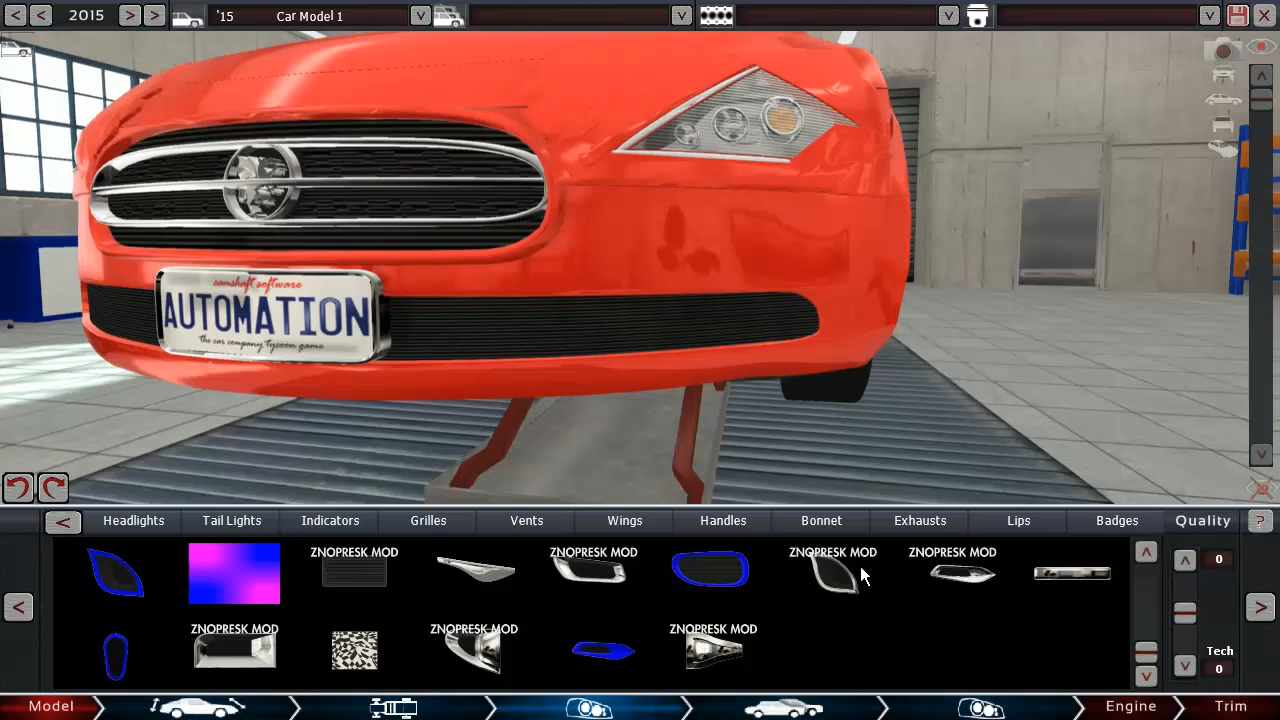 2015
'15
Car Model 1
camshaft software
AUTOMATION
the car company tycoon game
Headlights
Tail Lights
Indicators
Grilles
Vents
Wings
Handles
Bonnet
Exhausts
Lips
Badges
Quality
?
ZNOPRESK MOD
ZNOPRESK MOD
ZNOPRESK MOD
ZNOPRESK MOD
0
ZNOPRESK MOD
ZNOPRESK MOD
ZNOPRESK MOD
Tech
0
Model
Engine
Trim